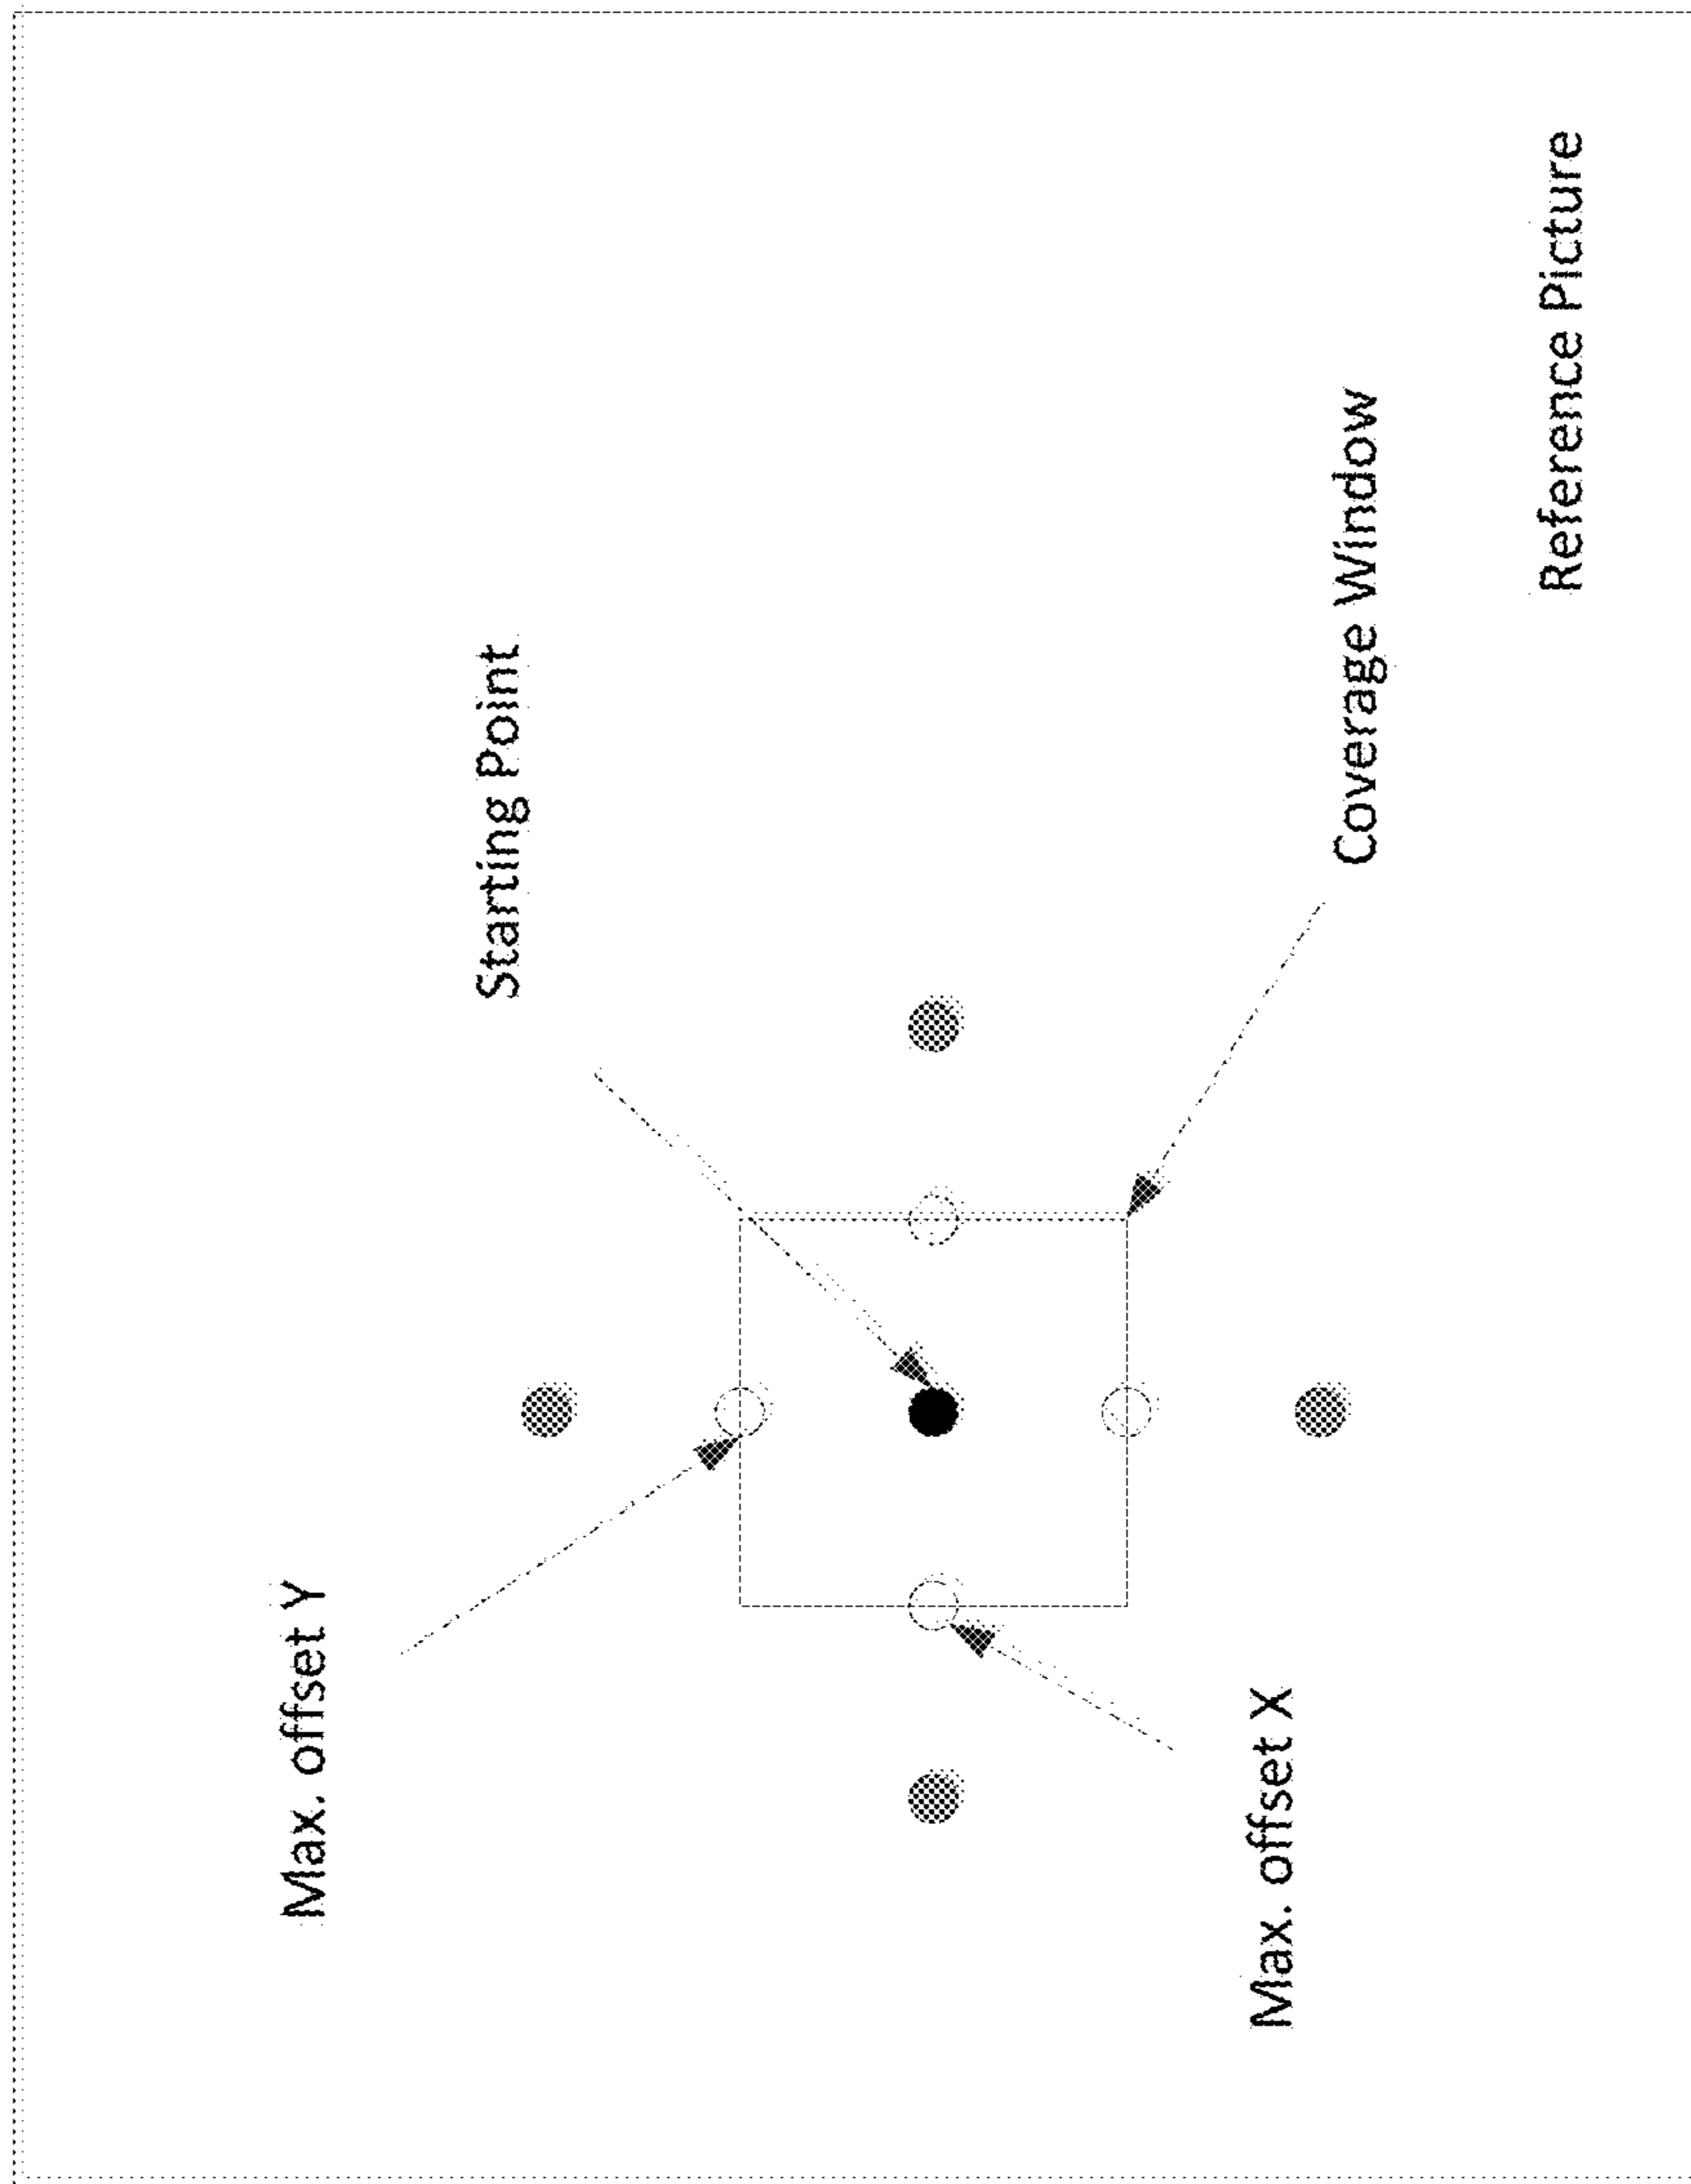 Max. offset Y
Starting Point
Max. offset X
Coverage Window
Reference Picture